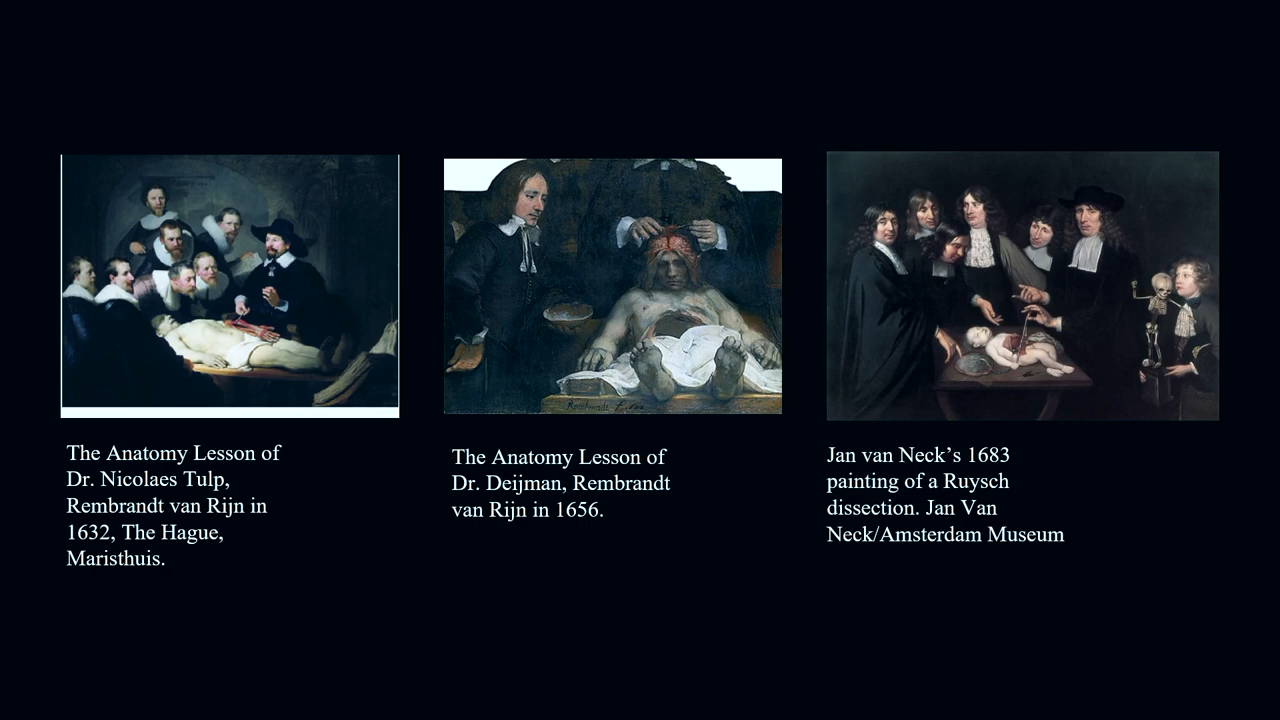 The Anatomy Lesson of
Dr. Nicolaes Tulp,
Rembrandt van Rijn in
1632, The Hague,
Maristhuis.
The Anatomy Lesson of
Dr. Deijman, Rembrandt
van Rijn in 1656.
Jan van Neck’s 1683
painting of a Ruysch
dissection. Jan Van
Neck/Amsterdam Museum